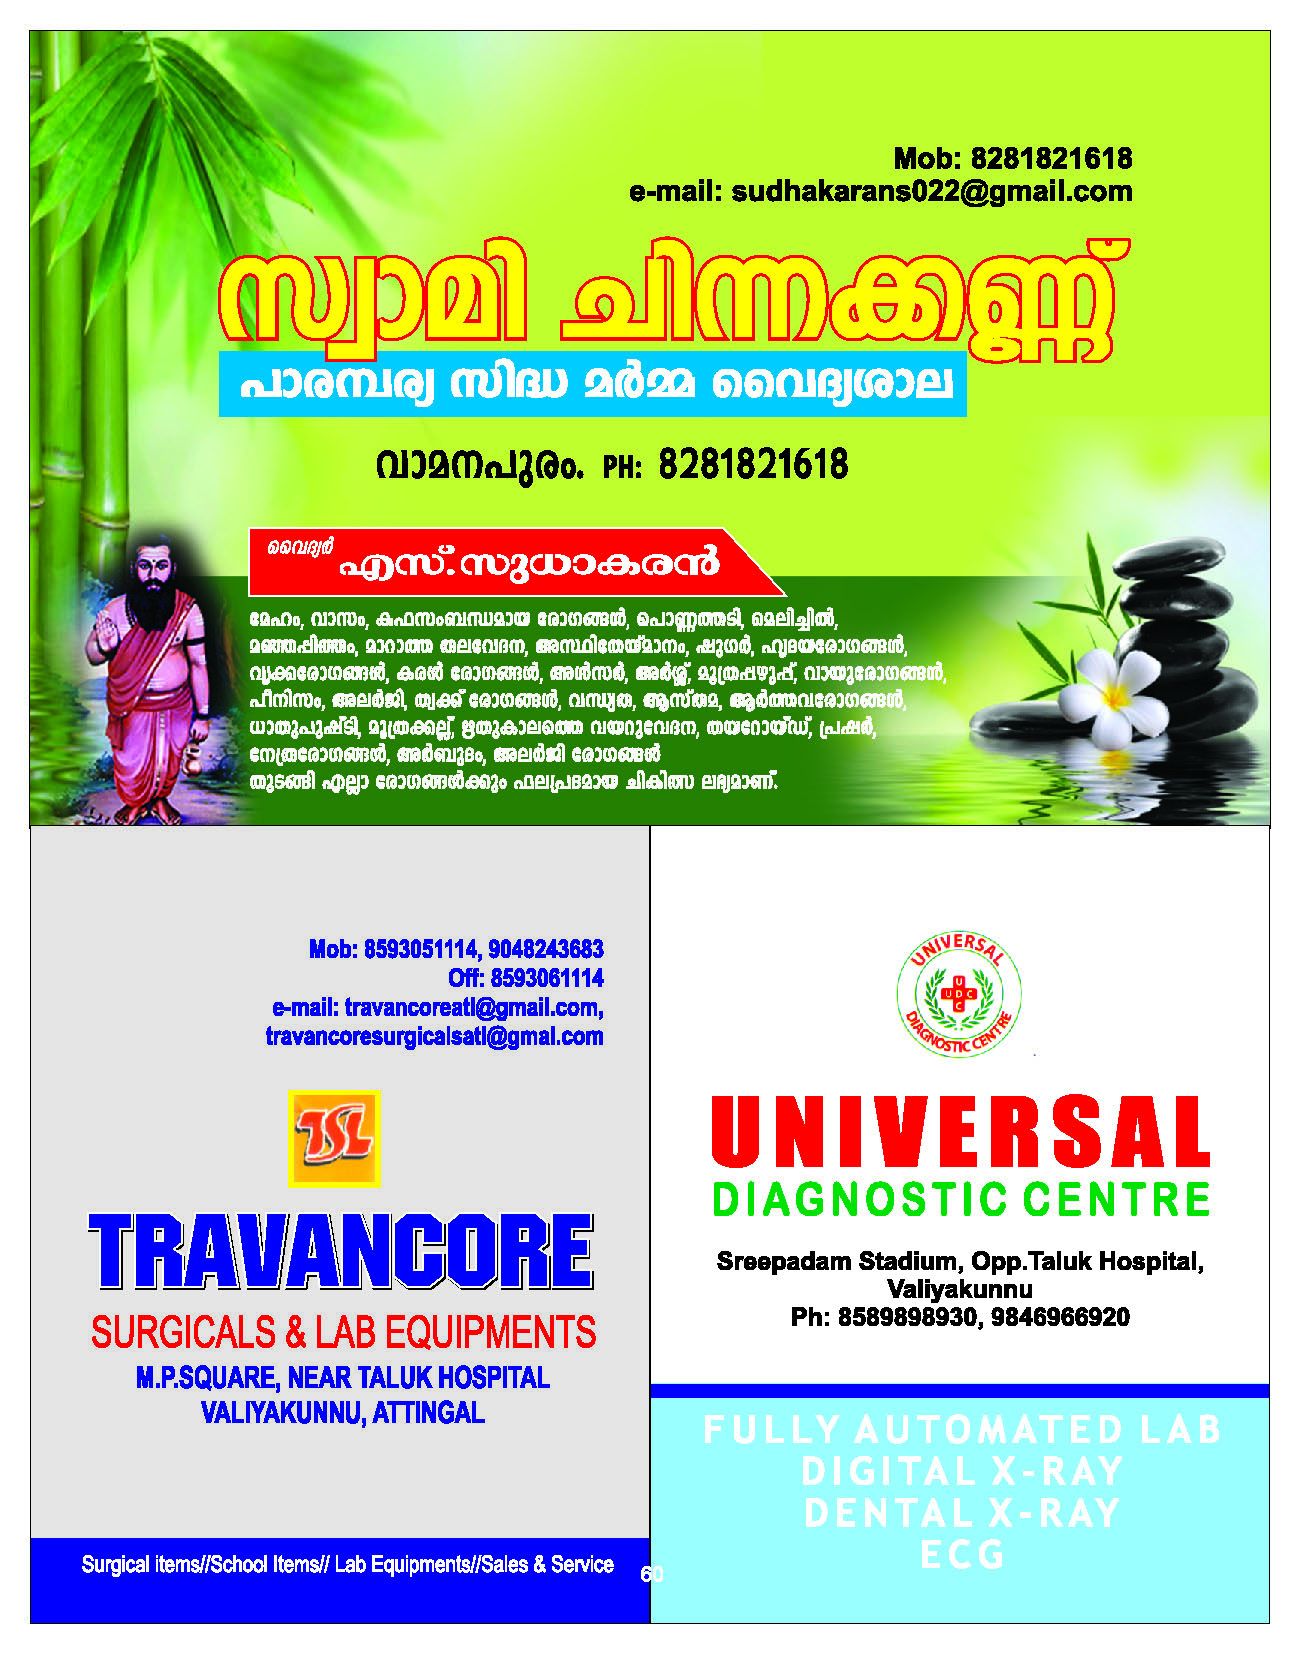 Mob: 8281821618
e-mail: sudhakarans022@gmail.com
സ്വാമി ചിന്നക്കണ്ണ്
പാരമ്പര്യ സിദ്ധ മർമ്മ വൈദ്യശാല
വാമനപുരം. PH: 8281821618
വൈദ്യർ
എസ്.സുധാകരൻ
മേഹം, വാസം, കഫസംബന്ധമായ രോഗങ്ങൾ, പൊണ്ണത്തടി, മെലിച്ചിൽ,
മഞ്ഞപ്പിത്തം, മാറാത്ത തലവേദന, അസ്ഥിതേയ്മാനം, ഷുഗർ, ഹൃദയരോഗങ്ങൾ,
വൃക്കരോഗങ്ങൾ, കരൾ രോഗങ്ങൾ, അൾസർ, അർശ്ശ്, മൂത്രപ്പഴുപ്പ്, വായുരോഗങ്ങൾ,
പീനിസം, അലർജി, ത്വക്ക് രോഗങ്ങൾ, വന്ധ്യത, ആസ്തമ, ആർത്തവരോഗങ്ങൾ,
ധാതുപുഷ്ടി, മൂത്രക്കല്ല്, ഋതുകാലത്തെ വയറുവേദന, തയറോയ്ഡ്, പ്രഷർ,
നേത്രരോഗങ്ങൾ, അർബുദം, അലർജി രോഗങ്ങൾ
തുടങ്ങി എല്ലാ രോഗങ്ങൾക്കും ഫലപ്രദമായ ചികിത്സ ലഭ്യമാണ്.
Mob: 8593051114, 9048243683
Off: 8593061114
e-mail: travancoreatl@gmail.com,
travancoresurgicalsatl@gmal.com
TSL
TRAVANCORE
SURGICALS & LAB EQUIPMENTS
M.P.SQUARE, NEAR TALUK HOSPITAL
VALIYAKUNNU, ATTINGAL
Surgical items//School Items// Lab Equipments//Sales & Service
UNIVERSAL
U
UDC
C
DIAGNOSTIC CENTRE
UNIVERSAL
DIAGNOSTIC CENTRE
Sreepadam Stadium, Opp.Taluk Hospital,
Valiyakunnu
Ph: 8589898930, 9846966920
FULLY AUTOMATED LAB
DIGITAL X-RAY
DENTAL X-RAY
ECG
60